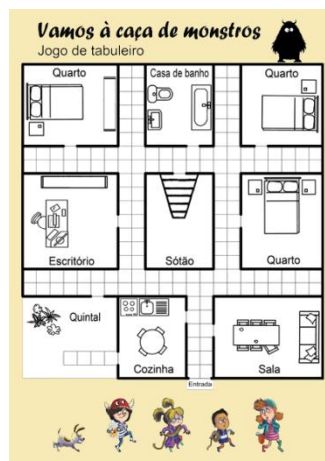 Vamos à caça de monstros
Jogo de tabuleiro
Quarto
Casa de banho
Quarto
Escritório
Sótão
Quarto
Quintal
Cozinha
Sala
Entrada